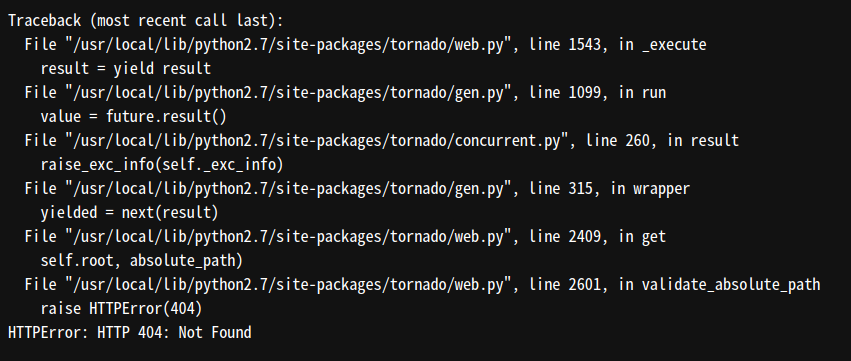 Traceback (most recent call last):
  File "/usr/local/lib/python2.7/site-packages/tornado/web.py", line 1543, in _execute
    result = yield result
  File "/usr/local/lib/python2.7/site-packages/tornado/gen.py", line 1099, in run
    value = future.result()
  File "/usr/local/lib/python2.7/site-packages/tornado/concurrent.py", line 260, in result
    raise_exc_info(self._exc_info)
  File "/usr/local/lib/python2.7/site-packages/tornado/gen.py", line 315, in wrapper
    yielded = next(result)
  File "/usr/local/lib/python2.7/site-packages/tornado/web.py", line 2409, in get
    self.root, absolute_path)
  File "/usr/local/lib/python2.7/site-packages/tornado/web.py", line 2601, in validate_absolute_path
    raise HTTPError(404)
HTTPError: HTTP 404: Not Found